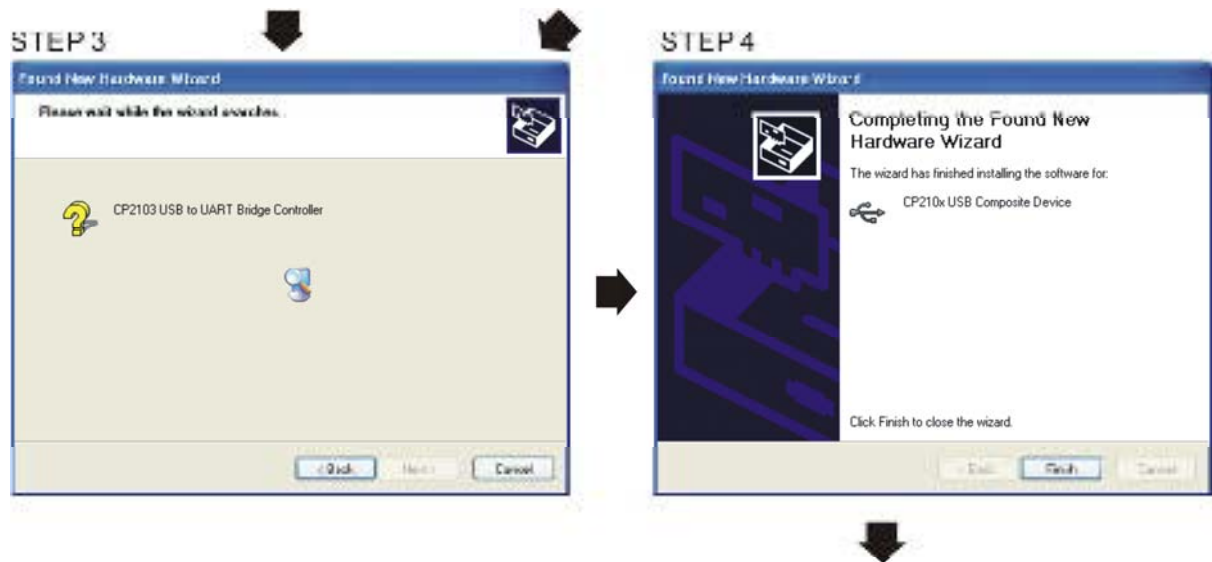 STEP 3
Found New Hardware Wizard
Please wait while the wizard searches...
CP2103 USB to UART Bridge Controller
< Back
Next >
Cancel
STEP 4
Found New Hardware Wizard
Completing the Found New
Hardware Wizard
The wizard has finished installing the software for:
CP210x USB Composite Device
Click Finish to close the wizard.
< Back
Finish
Cancel